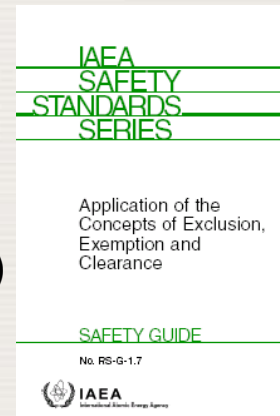 IAEA
SAFETY
STANDARDS
SERIES
Application of the
Concepts of Exclusion,
Exemption and
Clearance
SAFETY GUIDE
No. RS-G-1.7
IAEA
International Atomic Energy Agency